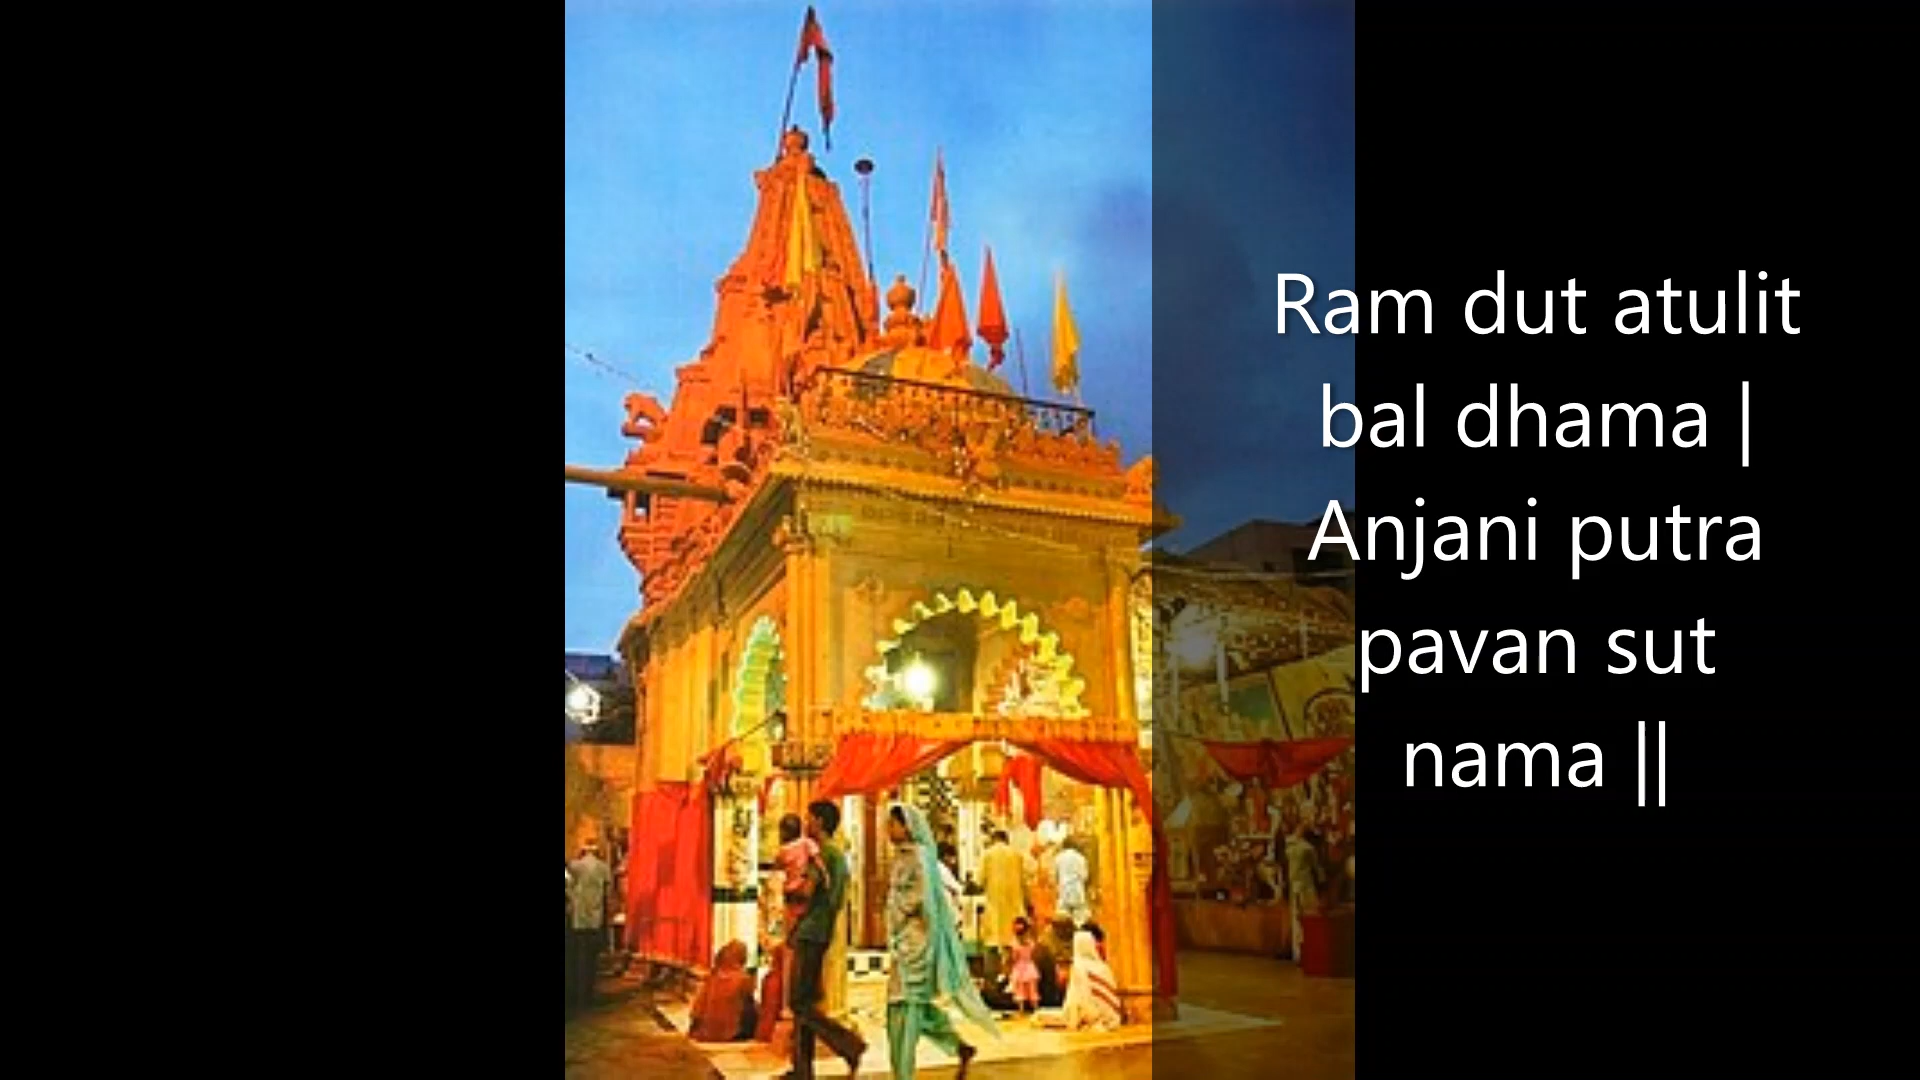 Ram dut atulit
bal dhama |
Anjani putra
pavan sut
nama ||